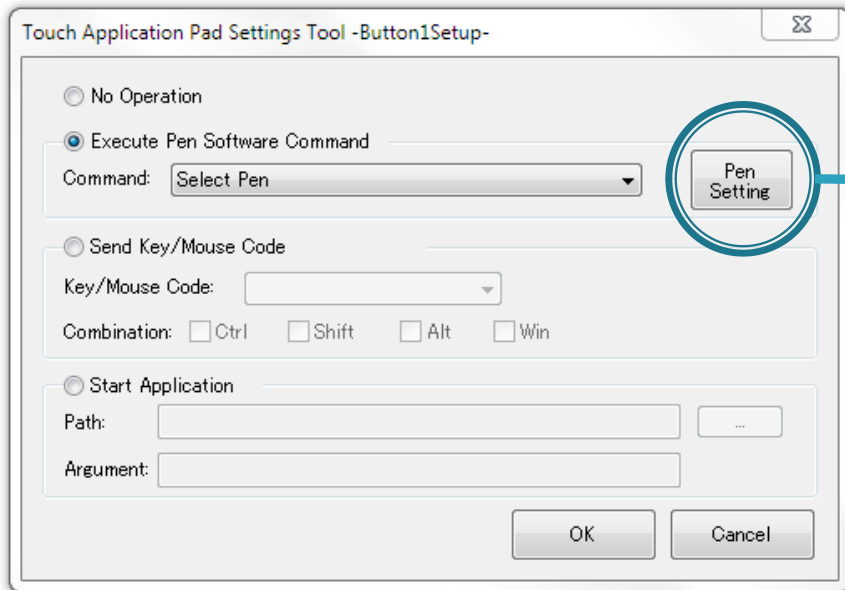 Touch Application Pad Settings Tool -Button1Setup-
No Operation
Execute Pen Software Command
Command: Select Pen
Pen
Setting
Send Key/Mouse Code
Key/Mouse Code:
Combination: Ctrl Shift Alt Win
Start Application
Path: ...
Argument:
OK Cancel